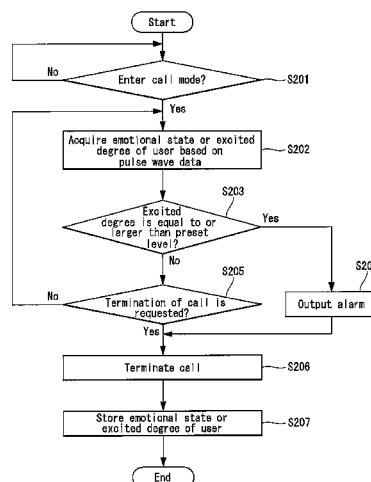 Start
No
Enter call mode?
S201
Yes
Acquire emotional state or excited
degree of user based on
pulse wave data
S202
S203
Excited
degree is equal to or
larger than preset
level?
Yes
No
S205
No
Termination of call is
requested?
S20
Output alarm
Yes
Terminate call
S206
Store emotional state or
excited degree of user
S207
End